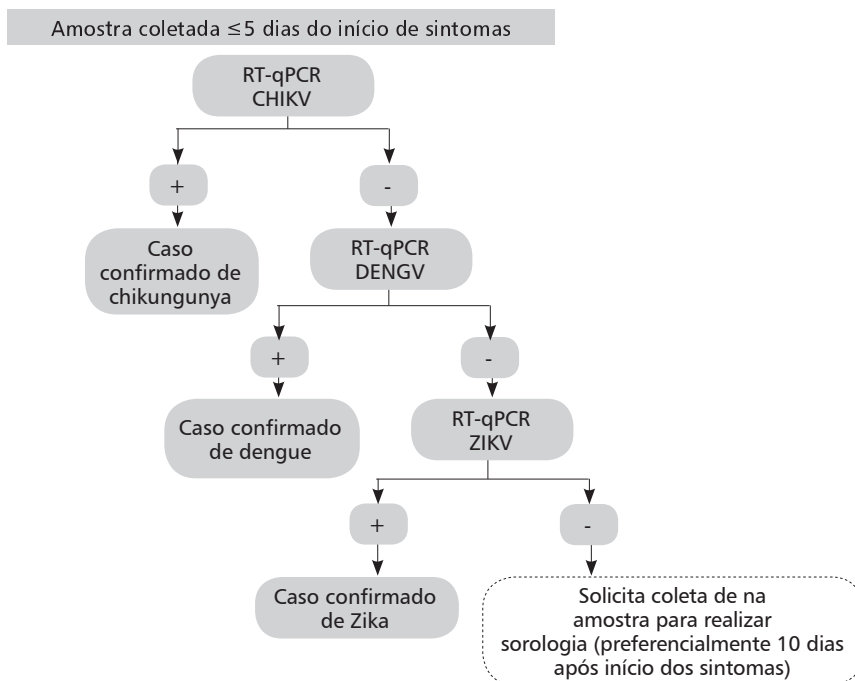 Amostra coletada ≤5 dias do início de sintomas
RT-qPCR
CHIKV
+
-
Caso
confirmado de
chikungunya
RT-qPCR
DENGV
+
-
Caso confirmado
de dengue
RT-qPCR
ZIKV
+
-
Caso confirmado
de Zika
Solicita coleta de na
amostra para realizar
sorologia (preferencialmente 10 dias
após início dos sintomas)